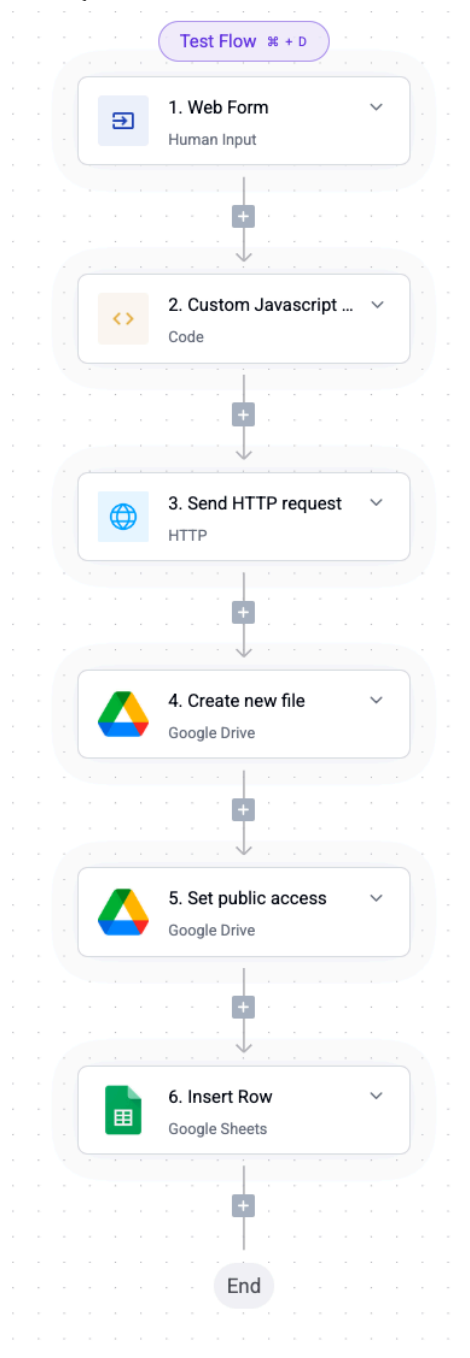 Test Flow ⌘ + D
1. Web Form
Human Input
2. Custom Javascript ...
Code
3. Send HTTP request
HTTP
4. Create new file
Google Drive
5. Set public access
Google Drive
6. Insert Row
Google Sheets
End